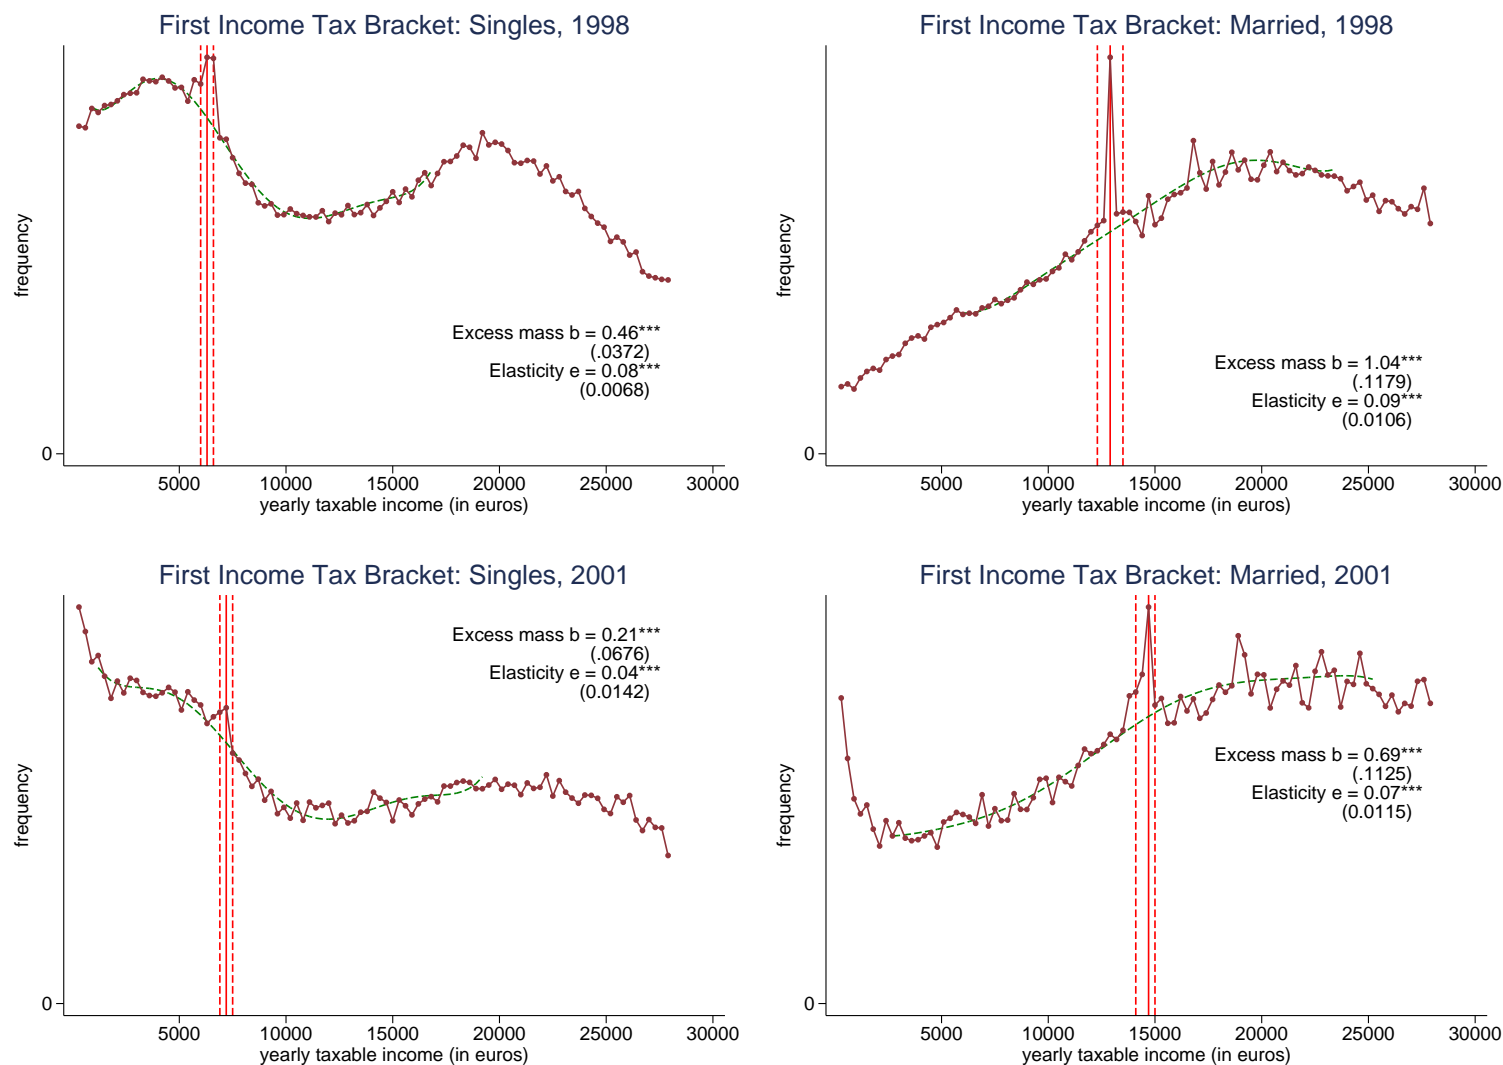 First Income Tax Bracket: Singles, 1998
frequency
0
Excess mass b = 0.46***
(.0372)
Elasticity e = 0.08***
(0.0068)
5000 10000 15000 20000 25000 30000
yearly taxable income (in euros)
First Income Tax Bracket: Married, 1998
frequency
0
Excess mass b = 1.04***
(.1179)
Elasticity e = 0.09***
(0.0106)
5000 10000 15000 20000 25000 30000
yearly taxable income (in euros)
First Income Tax Bracket: Singles, 2001
frequency
0
Excess mass b = 0.21***
(.0676)
Elasticity e = 0.04***
(0.0142)
5000 10000 15000 20000 25000 30000
yearly taxable income (in euros)
First Income Tax Bracket: Married, 2001
frequency
0
Excess mass b = 0.69***
(.1125)
Elasticity e = 0.07***
(0.0115)
5000 10000 15000 20000 25000 30000
yearly taxable income (in euros)